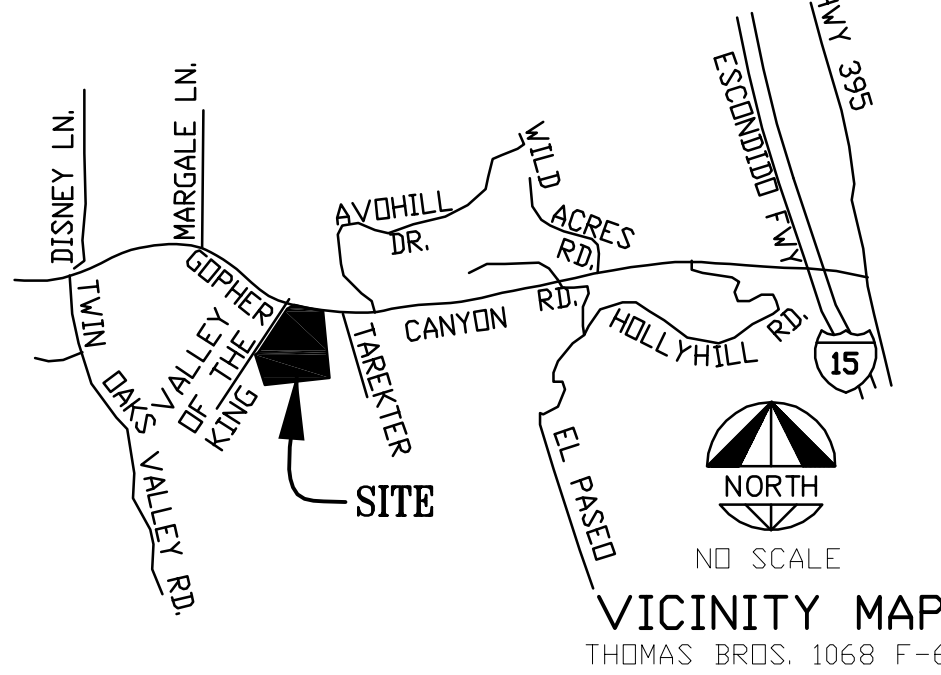 DISNEY LN.
MARGALE LN.
GOPHER
CANYON
RD.
TWIN
OAKS
VALLEY
RD.
VALLEY
OF THE
KING
AVOHILL
DR.
WILD
ACRES
RD.
TAREKTER
HOLLYHILL
RD.
EL PASEO
ESCONDIDO FWY
HWY 395
15
SITE
NORTH
NO SCALE
VICINITY MAP
THOMAS BROS. 1068 F-6